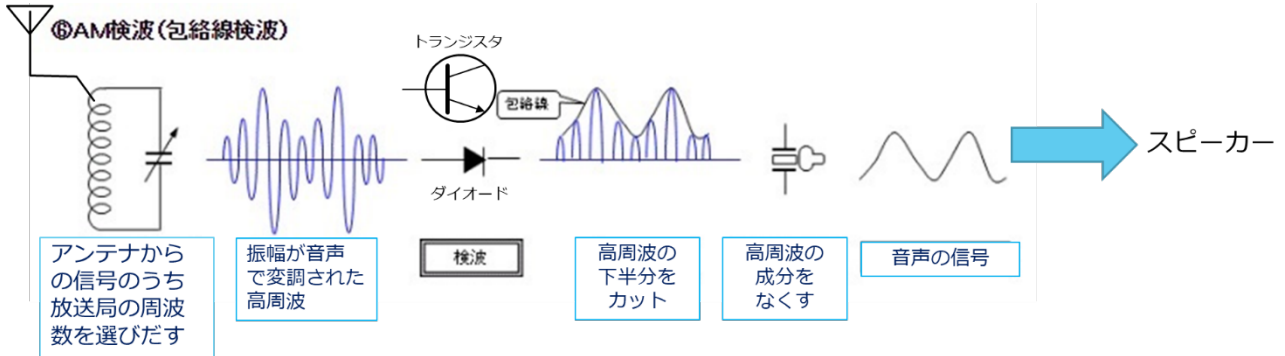 ⑥AM検波(包絡線検波)
トランジスタ
包絡線
ダイオード
検波
スピーカー
アンテナから
の信号のうち
放送局の周波
数を選びだす
振幅が音声
で変調された
高周波
高周波の
下半分を
カット
高周波の
成分を
なくす
音声の信号